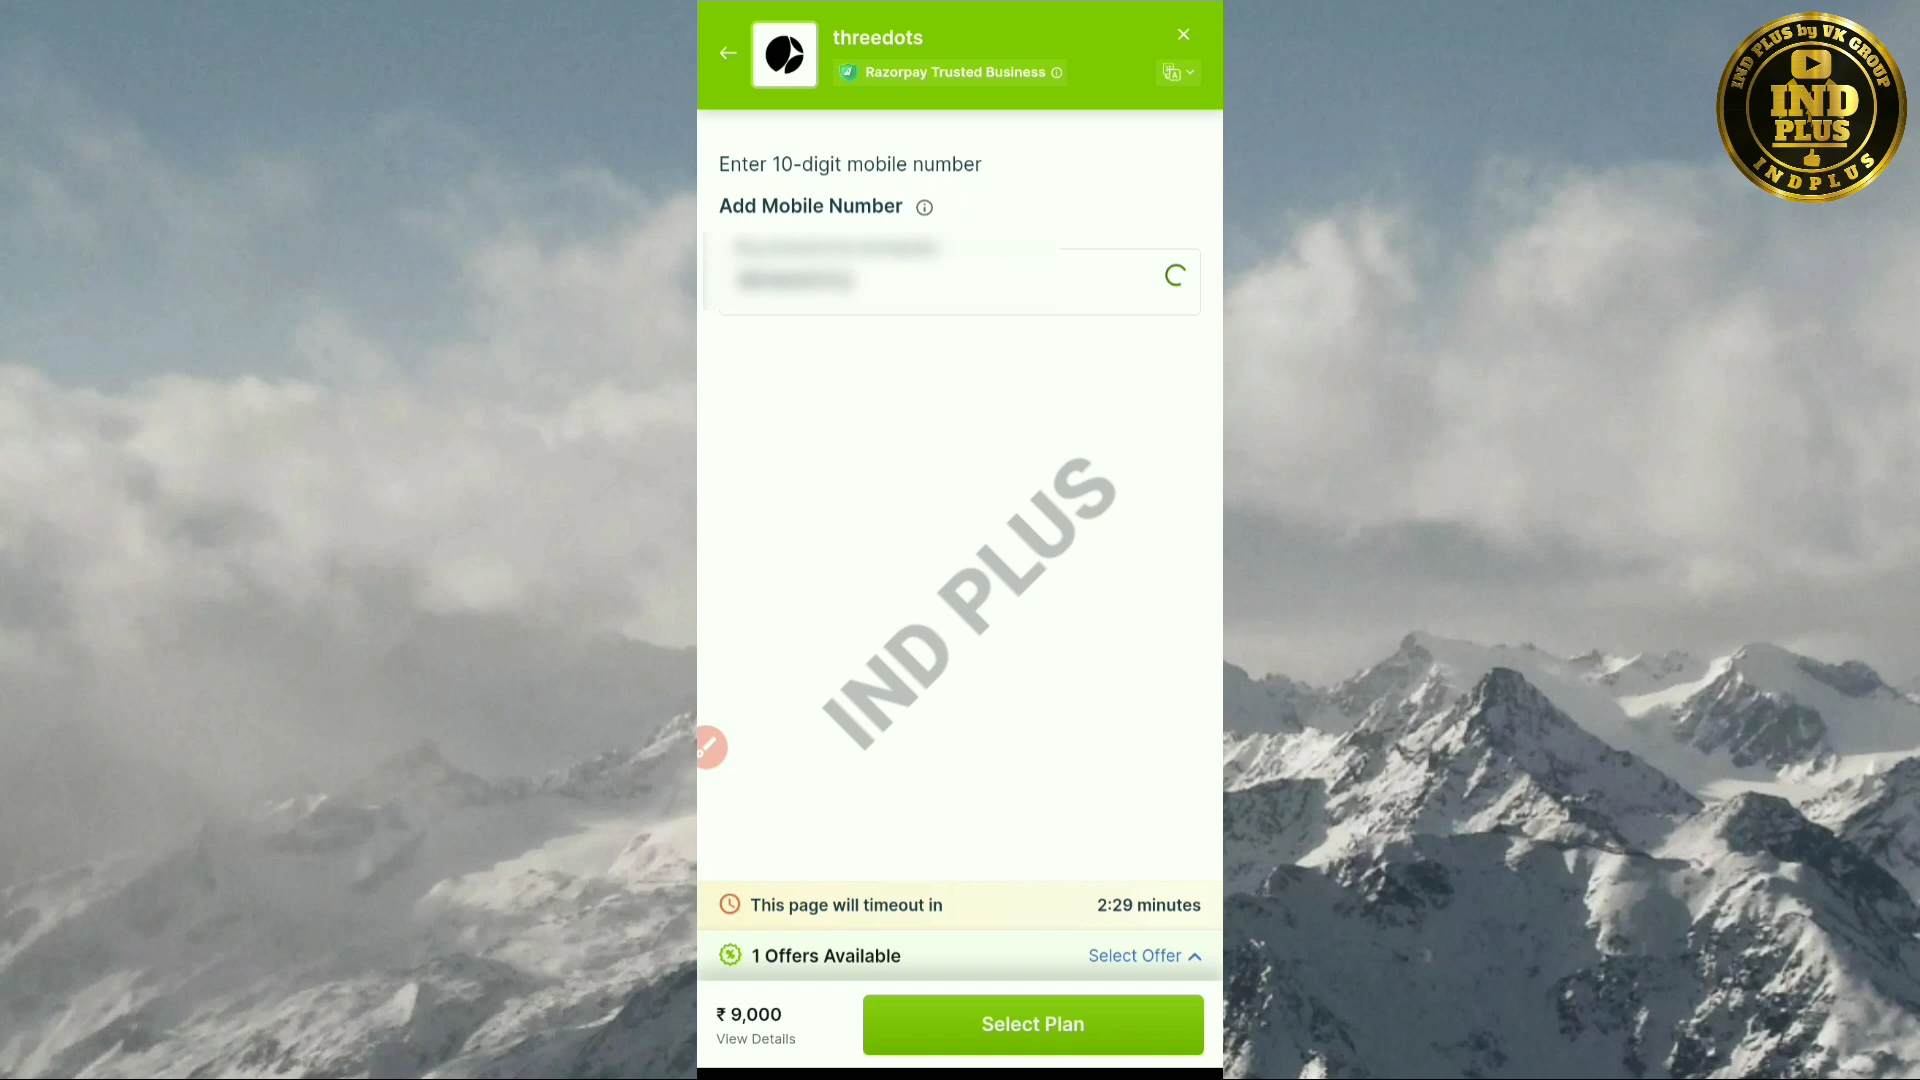 threedots
Razorpay Trusted Business
Enter 10-digit mobile number
Add Mobile Number
IND PLUS
This page will timeout in 2:29 minutes
1 Offers Available Select Offer
₹ 9,000
View Details
Select Plan
IND PLUS by VK GROUP
IND
PLUS
INDPLUS